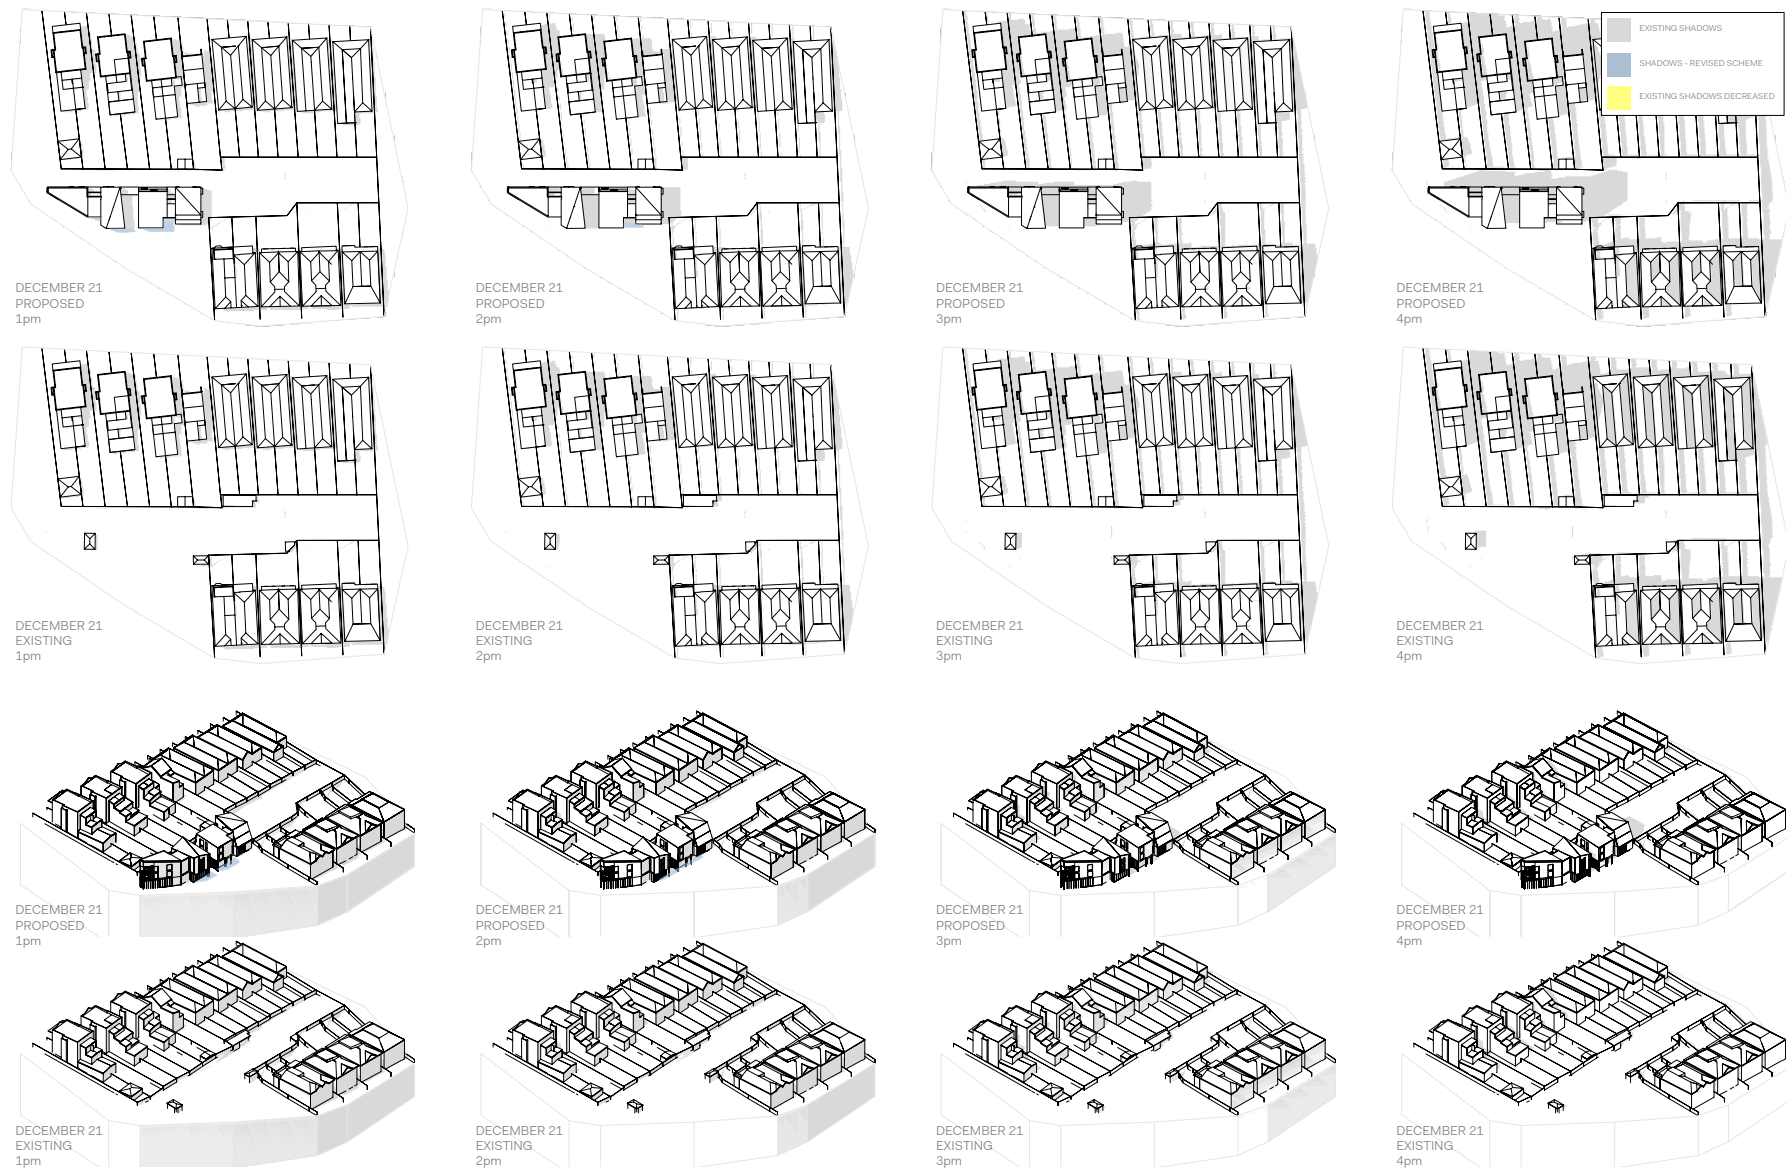 EXISTING SHADOWS
SHADOWS - REVISED SCHEME
EXISTING SHADOWS DECREASED
DECEMBER 21
PROPOSED
1pm
DECEMBER 21
PROPOSED
2pm
DECEMBER 21
PROPOSED
3pm
DECEMBER 21
PROPOSED
4pm
DECEMBER 21
EXISTING
1pm
DECEMBER 21
EXISTING
2pm
DECEMBER 21
EXISTING
3pm
DECEMBER 21
EXISTING
4pm
DECEMBER 21
PROPOSED
1pm
DECEMBER 21
PROPOSED
2pm
DECEMBER 21
PROPOSED
3pm
DECEMBER 21
PROPOSED
4pm
DECEMBER 21
EXISTING
1pm
DECEMBER 21
EXISTING
2pm
DECEMBER 21
EXISTING
3pm
DECEMBER 21
EXISTING
4pm